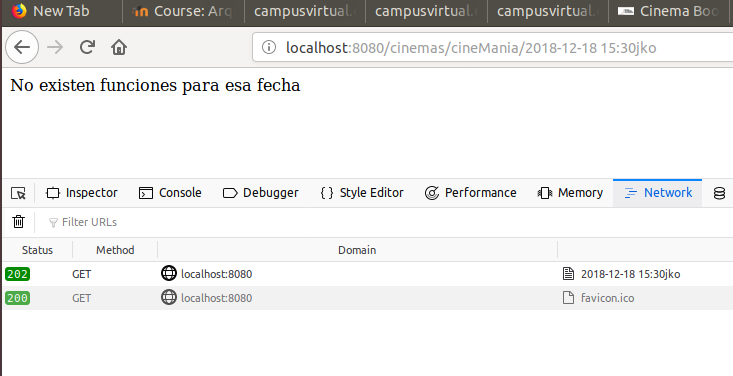 New Tab Course: Arq campusvirtual. campusvirtual. campusvirtual. Cinema Boo
localhost:8080/cinemas/cineMania/2018-12-18 15:30jko
No existen funciones para esa fecha
Inspector Console Debugger Style Editor Performance Memory Network
Filter URLs
Status Method Domain
202 GET localhost:8080 2018-12-18 15:30jko
200 GET localhost:8080 favicon.ico